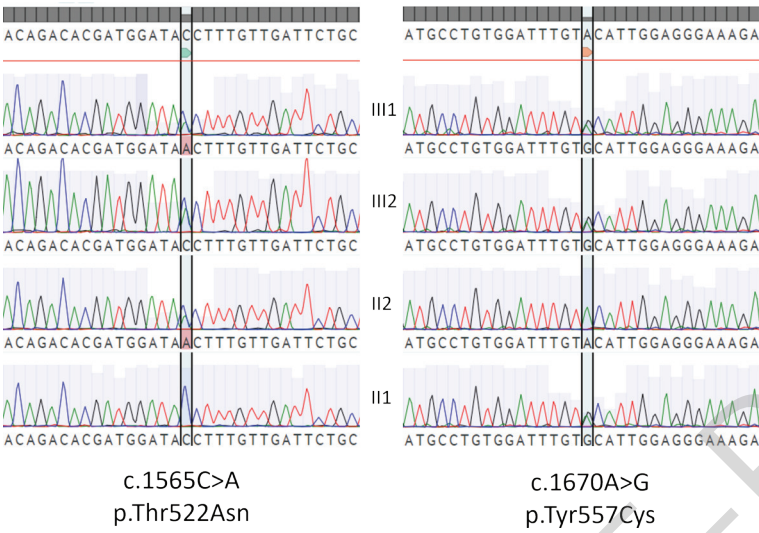 ACAGACACGATGGATACCTTTGTTGATTCTGC
ATGCCTGTGGATTTGTACATTGGAGGGAAAGA
III1
ACAGACACGATGGATAACTTTGTTGATTCTGC
ATGCCTGTGGATTTGTGCATTGGAGGGAAAGA
III2
ACAGACACGATGGATACCTTTGTTGATTCTGC
ATGCCTGTGGATTTGTGCATTGGAGGGAAAGA
II2
ACAGACACGATGGATAACTTTGTTGATTCTGC
ATGCCTGTGGATTTGTACATTGGAGGGAAAGA
II1
ACAGACACGATGGATACCTTTGTTGATTCTGC
ATGCCTGTGGATTTGTGCATTGGAGGGAAAGA
c.1565C>A
p.Thr522Asn
c.1670A>G
p.Tyr557Cys